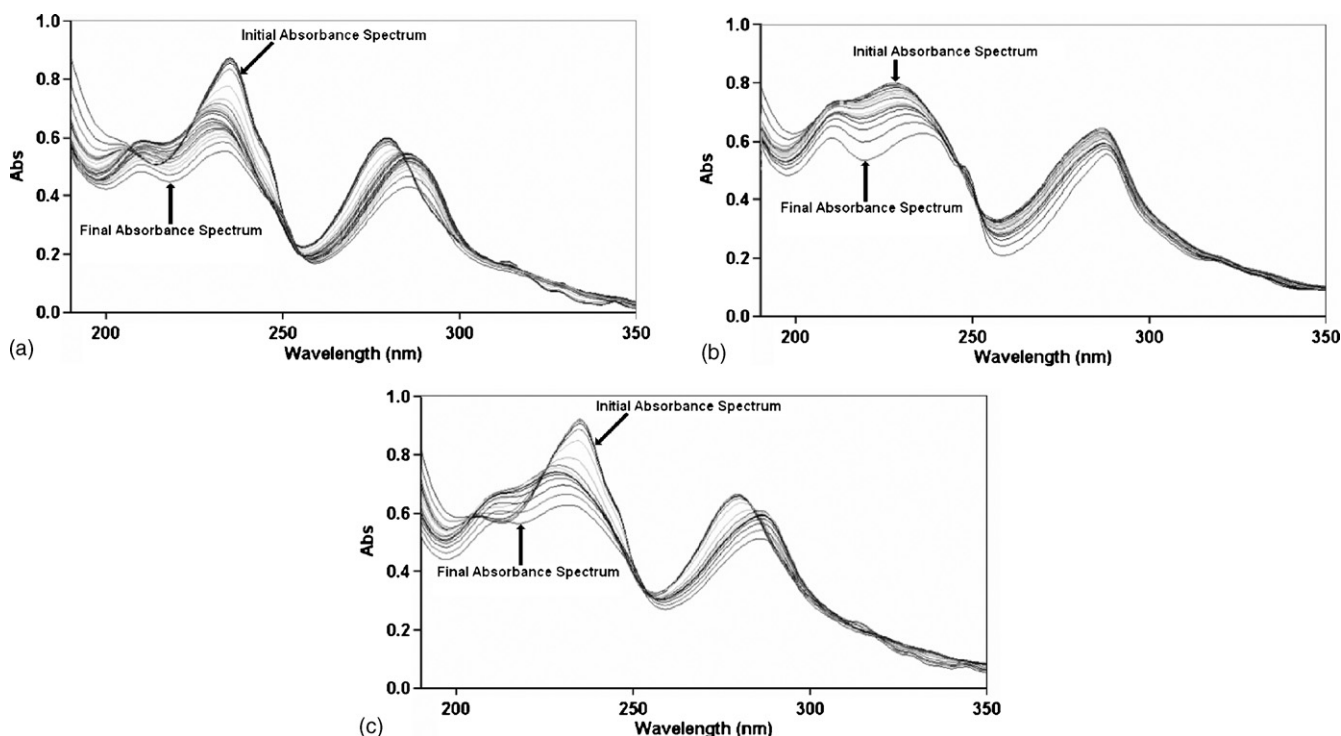 1.0
Initial Absorbance Spectrum
0.8
0.6
Abs
0.4
Final Absorbance Spectrum
0.2
0.0
200 250 300 350
(a)
Wavelength (nm)
1.0
Initial Absorbance Spectrum
0.8
0.6
Abs
0.4
Final Absorbance Spectrum
0.2
0.0
200 250 300 350
(b)
Wavelength (nm)
1.0
Initial Absorbance Spectrum
0.8
0.6
Abs
0.4
Final Absorbance Spectrum
0.2
0.0
200 250 300 350
(c)
Wavelength (nm)